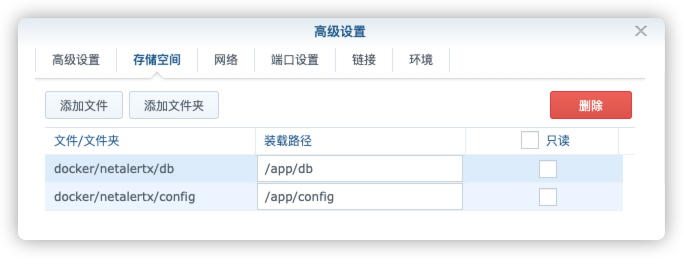 高级设置
高级设置 存储空间 网络 端口设置 链接 环境
添加文件 添加文件夹 删除
文件/文件夹 装载路径 只读
docker/netalertx/db /app/db
docker/netalertx/config /app/config